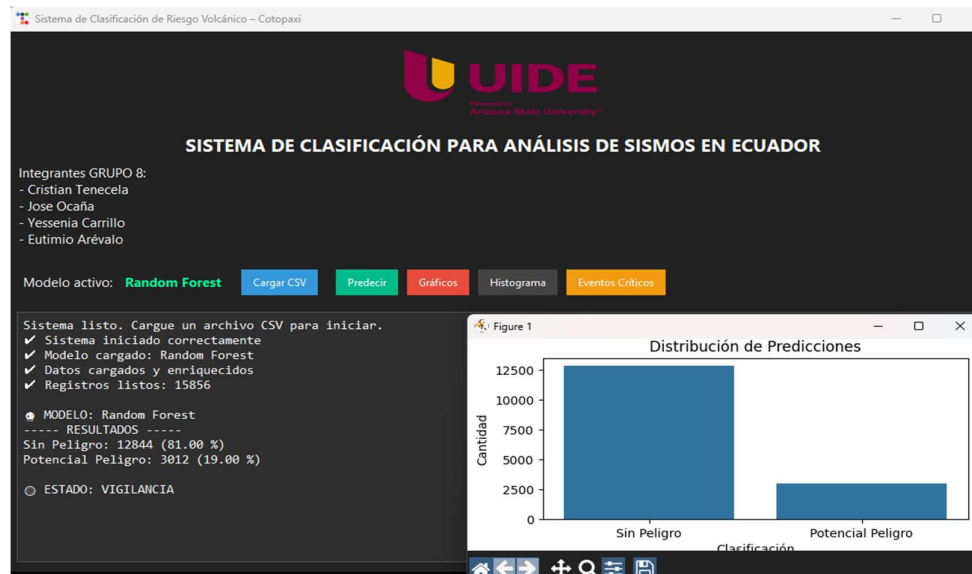 Sistema de Clasificación de Riesgo Volcánico – Cotopaxi
UIDE
Powered by
Arizona State University
SISTEMA DE CLASIFICACIÓN PARA ANÁLISIS DE SISMOS EN ECUADOR
Integrantes GRUPO 8:
- Cristian Tenecela
- Jose Ocaña
- Yessenia Carrillo
- Eutimio Arévalo
Modelo activo: Random Forest Cargar CSV Predecir Gráficos Histograma Eventos Críticos
Sistema listo. Cargue un archivo CSV para iniciar.
✔ Sistema iniciado correctamente
✔ Modelo cargado: Random Forest
✔ Datos cargados y enriquecidos
✔ Registros listos: 15856
MODELO: Random Forest
----- RESULTADOS -----
Sin Peligro: 12844 (81.00 %)
Potencial Peligro: 3012 (19.00 %)
ESTADO: VIGILANCIA
Figure 1
Distribución de Predicciones
Cantidad
12500
10000
7500
5000
2500
0
Sin Peligro Potencial Peligro
Clasificación